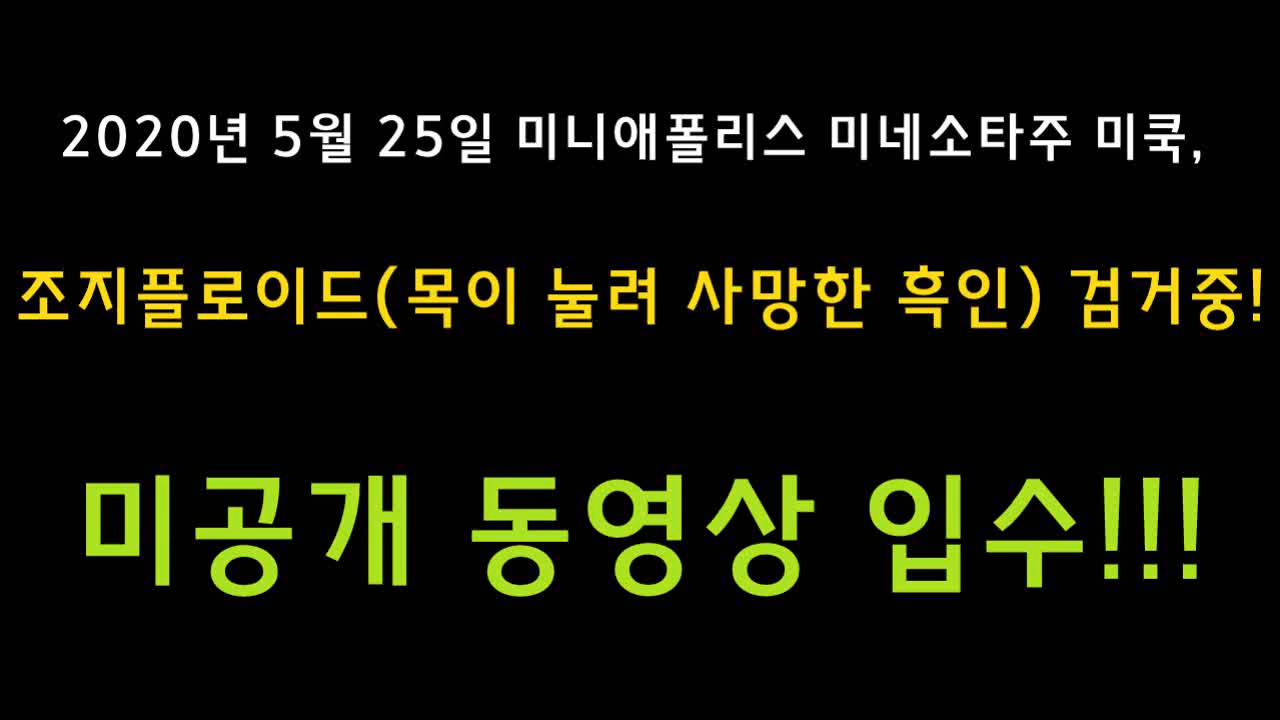 2020년 5월 25일 미니애폴리스 미네소타주 미쿡,
조지플로이드(목이 눌려 사망한 흑인) 검거중!
미공개 동영상 입수!!!